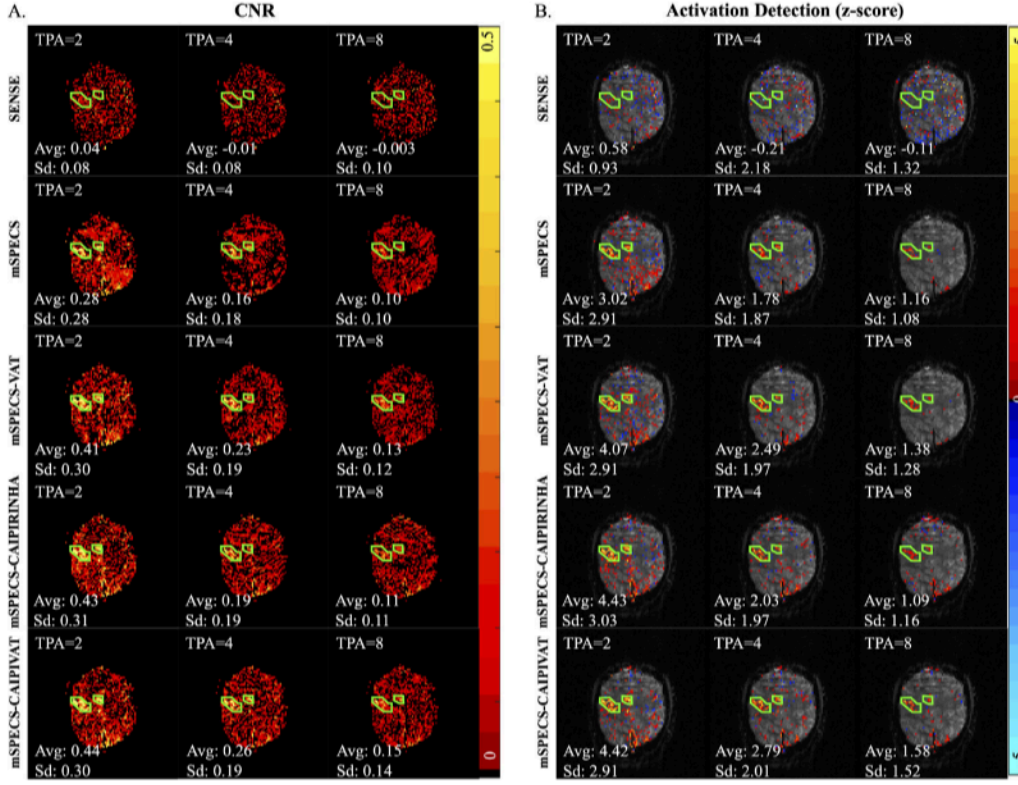 A.
CNR
B.
Activation Detection (z-score)
SENSE
TPA=2
TPA=4
TPA=8
Avg: 0.04
Sd: 0.08
Avg: -0.01
Sd: 0.08
Avg: -0.003
Sd: 0.10
TPA=2
TPA=4
TPA=8
Avg: 0.58
Sd: 0.93
Avg: -0.21
Sd: 2.18
Avg: -0.11
Sd: 1.32
mSPECS
TPA=2
TPA=4
TPA=8
Avg: 0.28
Sd: 0.28
Avg: 0.16
Sd: 0.18
Avg: 0.10
Sd: 0.10
mSPECS
TPA=2
TPA=4
TPA=8
Avg: 3.02
Sd: 2.91
Avg: 1.78
Sd: 1.87
Avg: 1.16
Sd: 1.08
mSPECS-VAT
TPA=2
TPA=4
TPA=8
Avg: 0.41
Sd: 0.30
Avg: 0.23
Sd: 0.19
Avg: 0.13
Sd: 0.12
mSPECS-VAT
TPA=2
TPA=4
TPA=8
Avg: 4.07
Sd: 2.91
Avg: 2.49
Sd: 1.97
Avg: 1.38
Sd: 1.28
mSPECS-CAIPIRINHA
TPA=2
TPA=4
TPA=8
Avg: 0.43
Sd: 0.31
Avg: 0.19
Sd: 0.19
Avg: 0.11
Sd: 0.11
mSPECS-CAIPIRINHA
TPA=2
TPA=4
TPA=8
Avg: 4.43
Sd: 3.03
Avg: 2.03
Sd: 1.97
Avg: 1.09
Sd: 1.16
mSPECS-CAIPIVAT
TPA=2
TPA=4
TPA=8
Avg: 0.44
Sd: 0.30
Avg: 0.26
Sd: 0.19
Avg: 0.15
Sd: 0.14
mSPECS-CAIPIVAT
TPA=2
TPA=4
TPA=8
Avg: 4.42
Sd: 2.91
Avg: 2.79
Sd: 2.01
Avg: 1.58
Sd: 1.52
0.5
0
SENSE